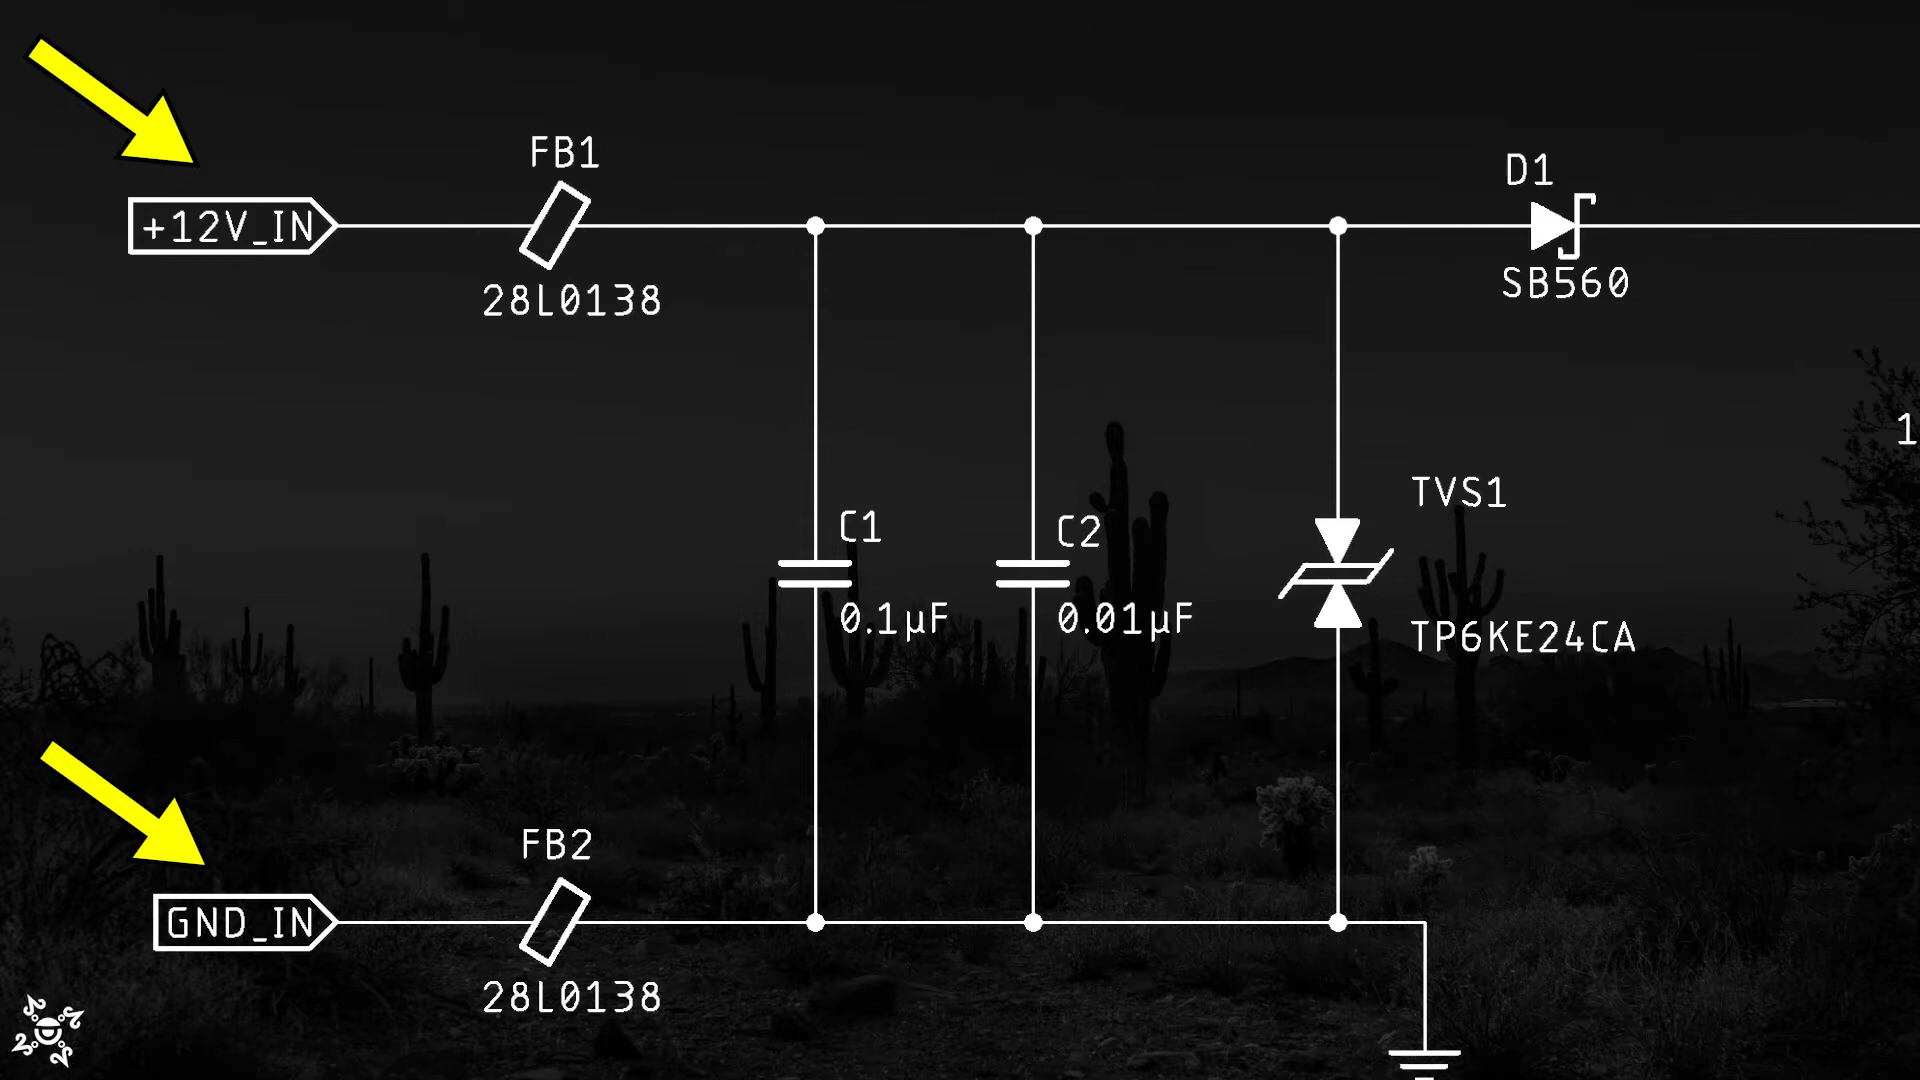 FB1
D1
+12V_IN
28L0138
SB560
1
TVS1
C1
C2
0.1µF
0.01µF
TP6KE24CA
FB2
GND_IN
28L0138